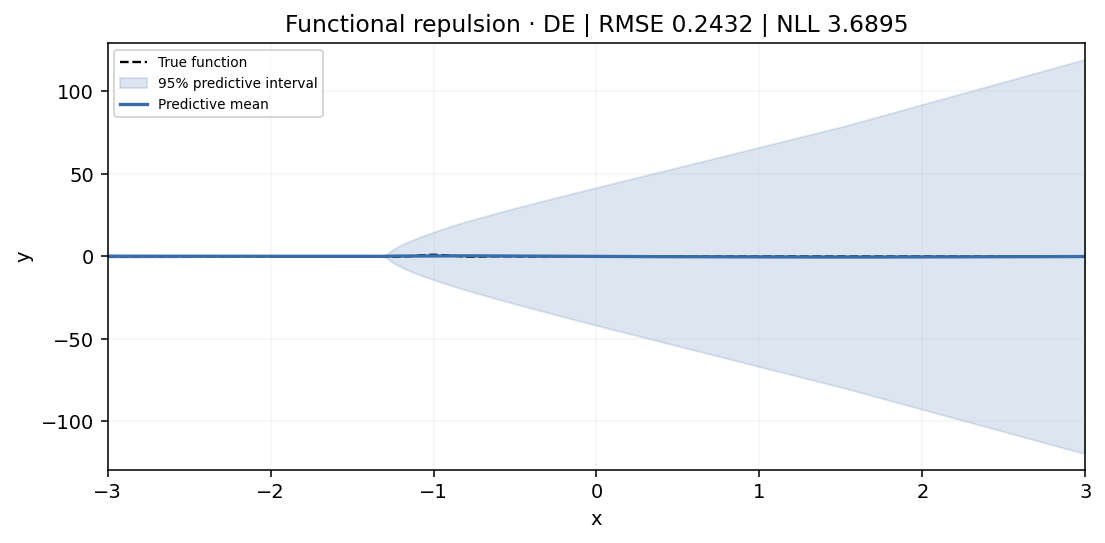 Functional repulsion · DE | RMSE 0.2432 | NLL 3.6895
True function
95% predictive interval
Predictive mean
100
50
0
−50
−100
y
−3
−2
−1
0
1
2
3
x